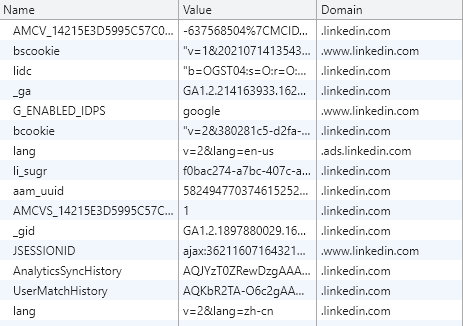 Name Value Domain
AMCV_14215E3D5995C57C0... -637568504%7CMCID... .linkedin.com
bscookie "v=1&2021071413543... .www.linkedin.com
lidc "b=OGST04:s=O:r=O:... .linkedin.com
_ga GA1.2.214163933.162... .linkedin.com
G_ENABLED_IDPS google .www.linkedin.com
bcookie "v=2&380281c5-d2fa-... .linkedin.com
lang v=2&lang=en-us .ads.linkedin.com
li_sugr f0bac274-a7bc-407c-a... .linkedin.com
aam_uuid 582494770374615252... .linkedin.com
AMCVS_14215E3D5995C57C... 1 .linkedin.com
_gid GA1.2.1897880029.16... .linkedin.com
JSESSIONID ajax:36211607164321... .www.linkedin.com
AnalyticsSyncHistory AQJYzT0ZRewDzgAAA... .linkedin.com
UserMatchHistory AQKbR2TA-O6c2gAA... .linkedin.com
lang v=2&lang=zh-cn .linkedin.com